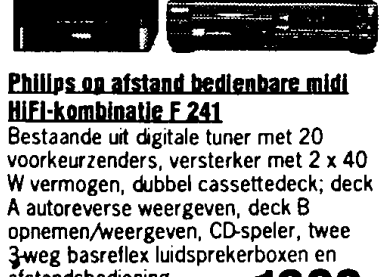 Philips op afstand bedienbare midi
HiFi-kombinatie F 241
Bestaande uit digitale tuner met 20
voorkeurzenders, versterker met 2 x 40
W vermogen, dubbel cassettedeck; deck
A autoreverse weergeven, deck B
opnemen/weergeven, CD-speler, twee
3-weg basreflex luidsprekerboxen en
afstandsbediening